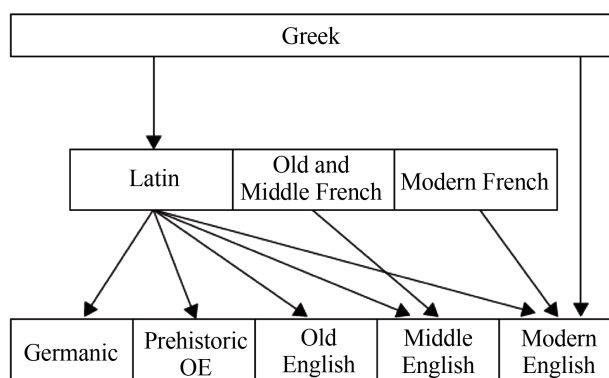 Greek
Latin
Old and
Middle French
Modern French
Germanic
Prehistoric
OE
Old
English
Middle
English
Modern
English